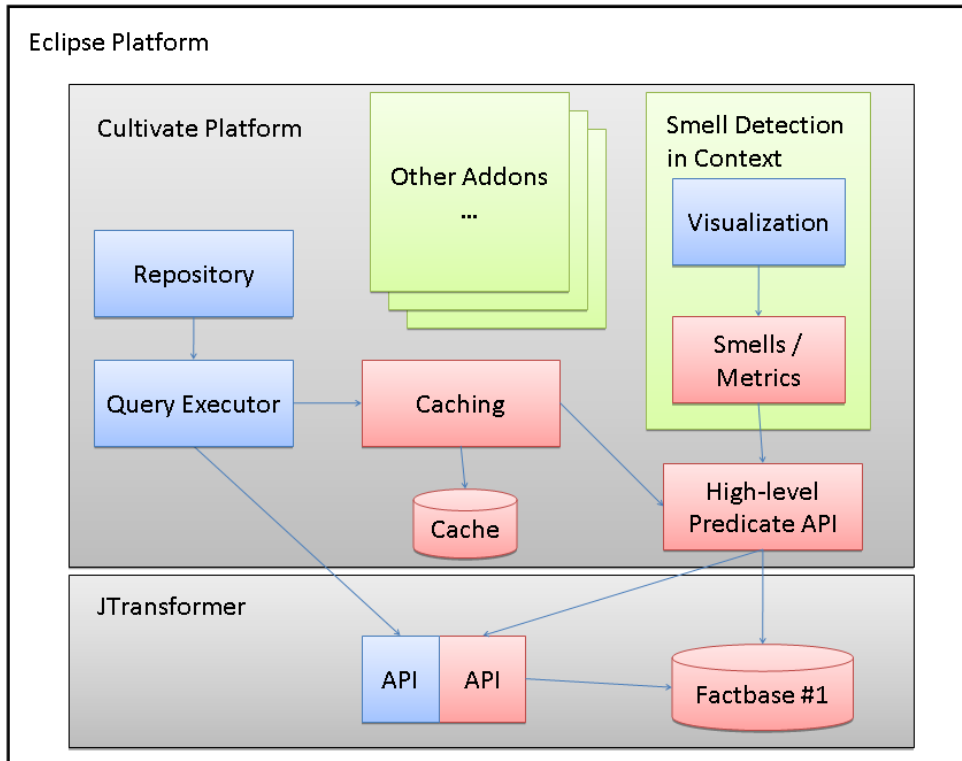 Eclipse Platform
Cultivate Platform
Other Addons
...
Smell Detection
in Context
Visualization
Repository
Smells /
Metrics
Query Executor
Caching
High-level
Predicate API
Cache
JTransformer
API
API
Factbase #1